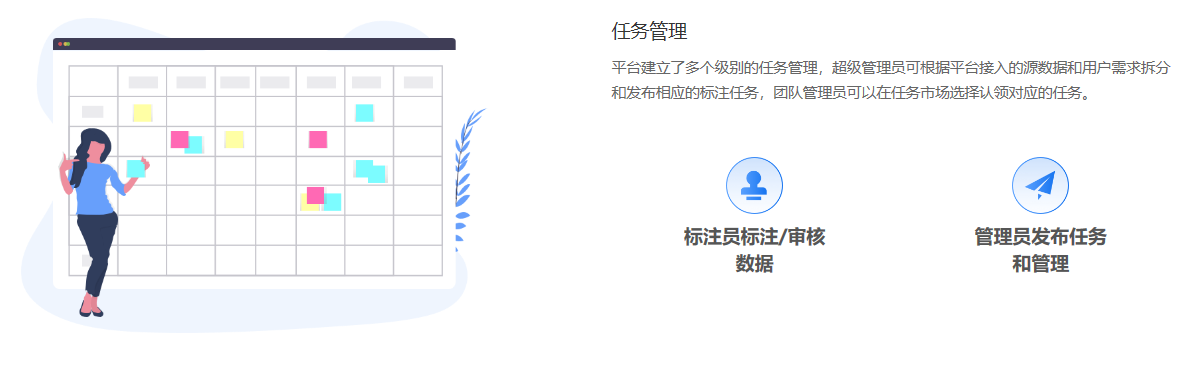 任务管理
平台建立了多个级别的任务管理，超级管理员可根据平台接入的源数据和用户需求拆分
和发布相应的标注任务，团队管理员可以在任务市场选择认领对应的任务。
标注员标注/审核
数据
管理员发布任务
和管理